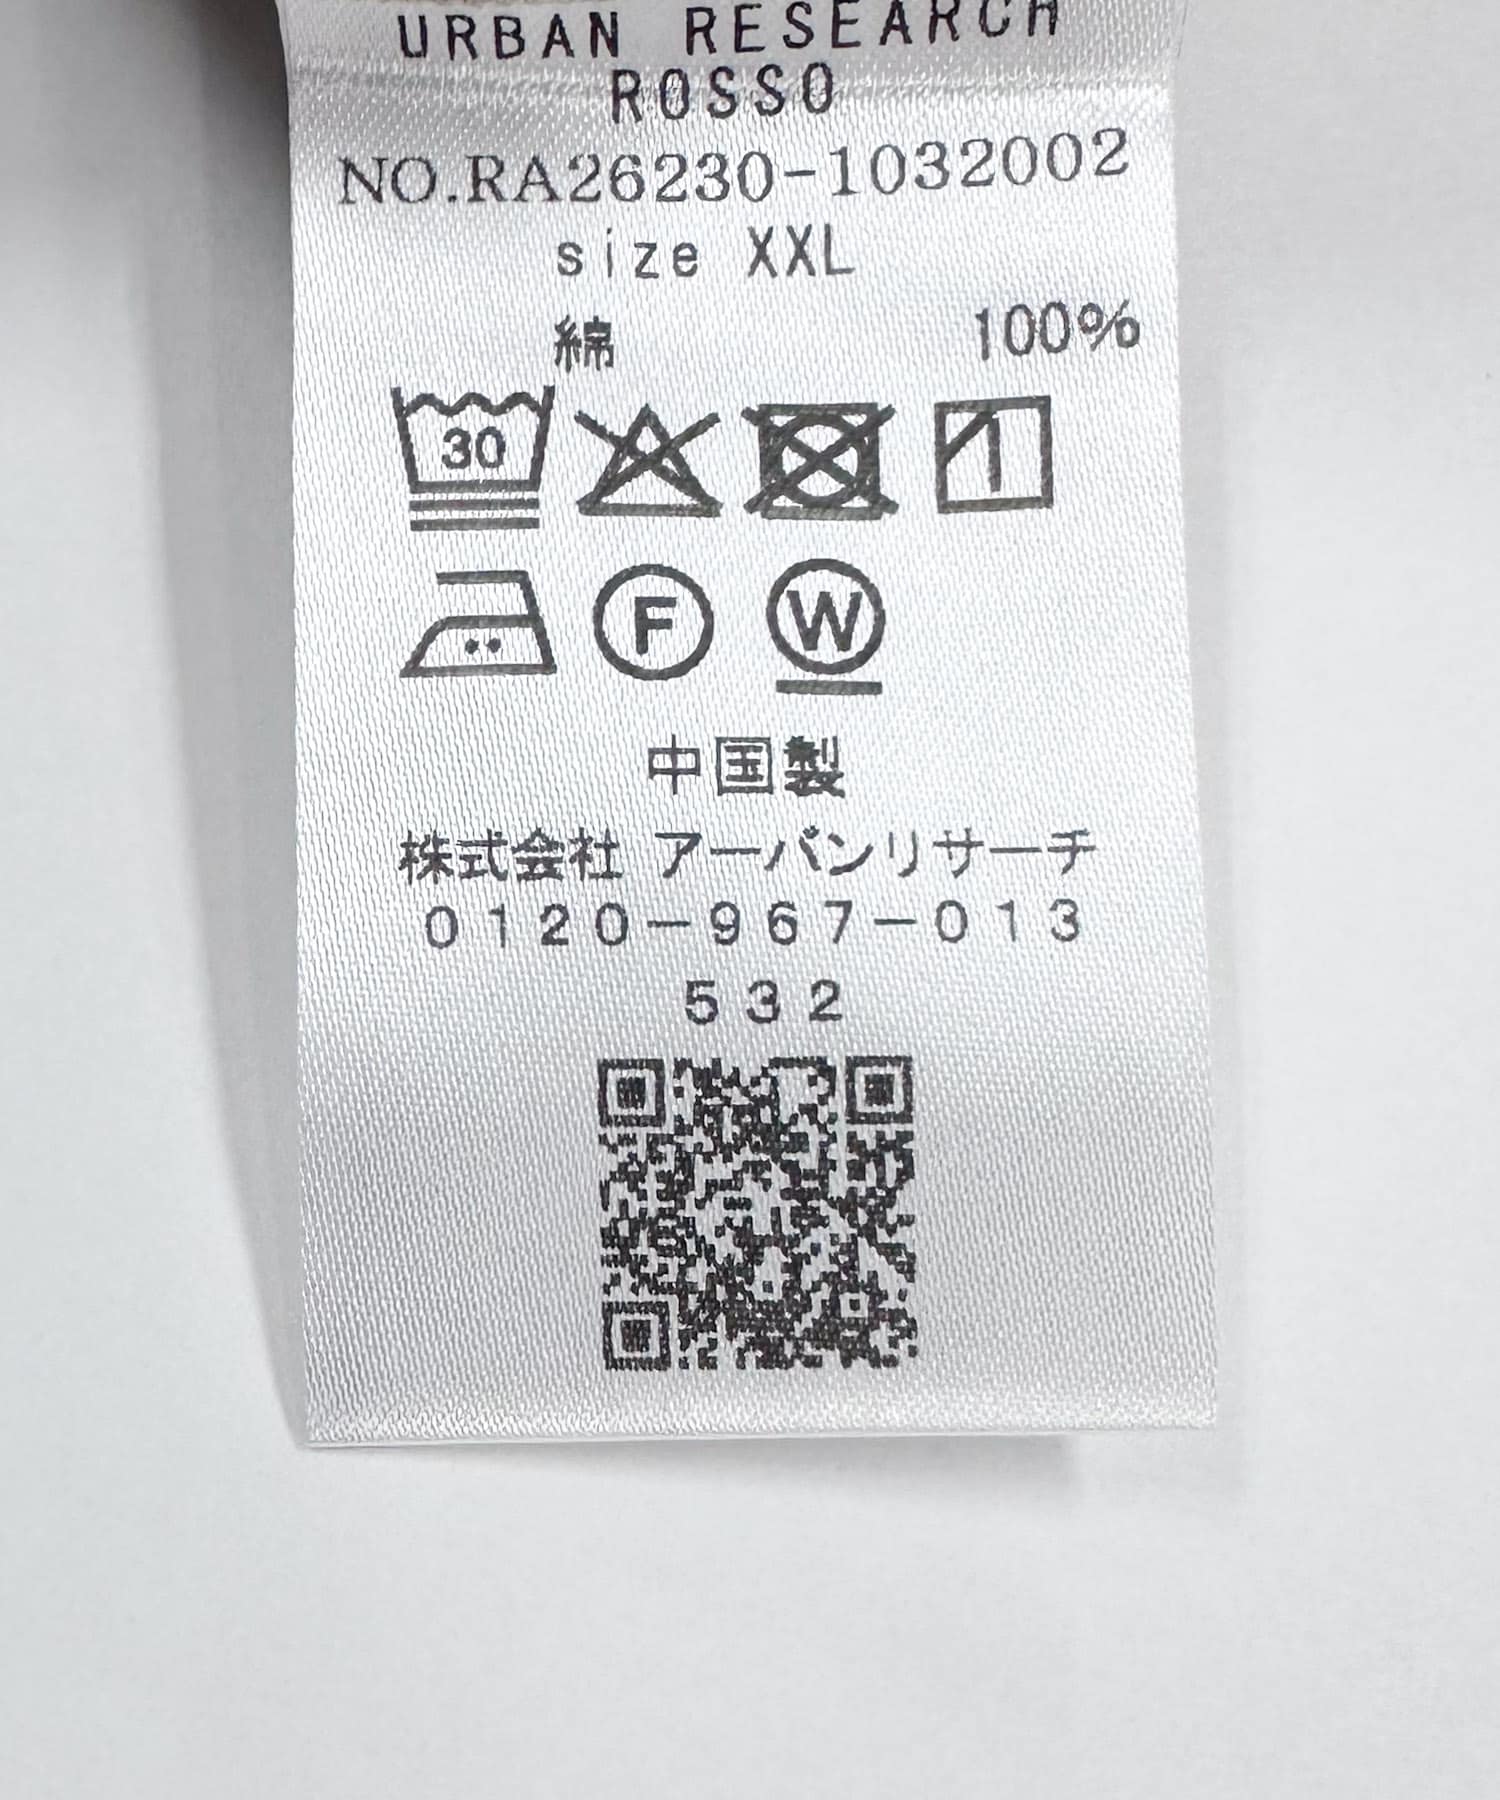 URBAN RESEARCH
ROSSO
NO.RA26230-1032002
size XXL
綿 100%
30
F W
中国製
株式会社 アーバンリサーチ
0120-967-013
532